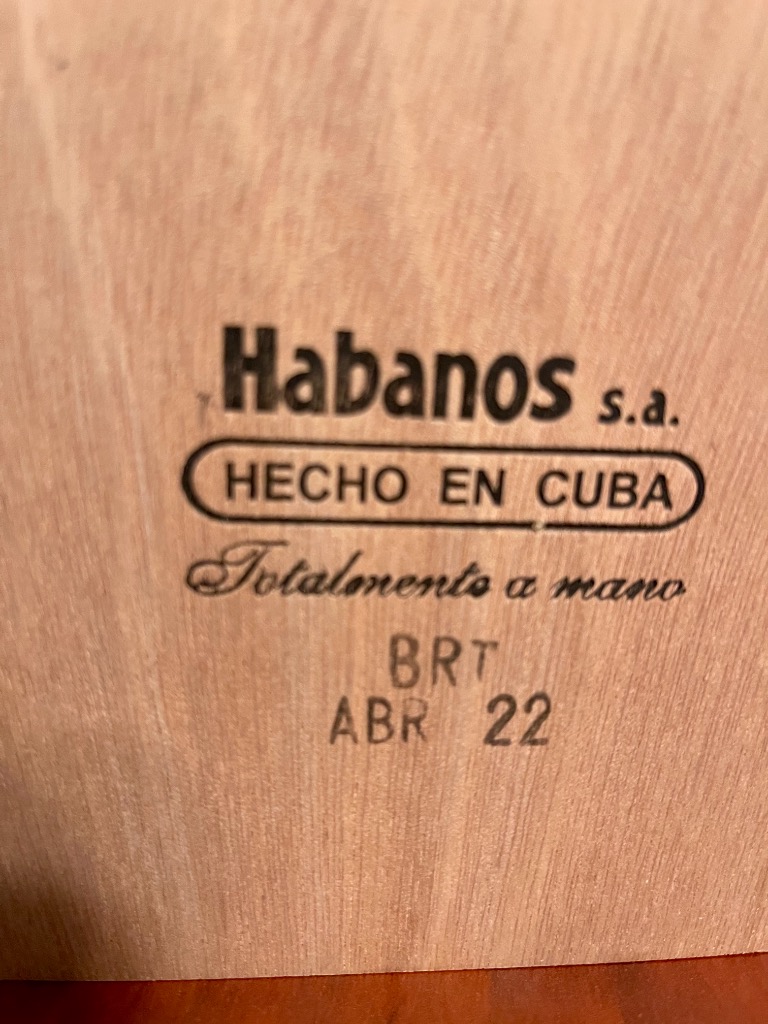 Habanos s.a.
HECHO EN CUBA
Totalmente a mano
BRT
ABR 22